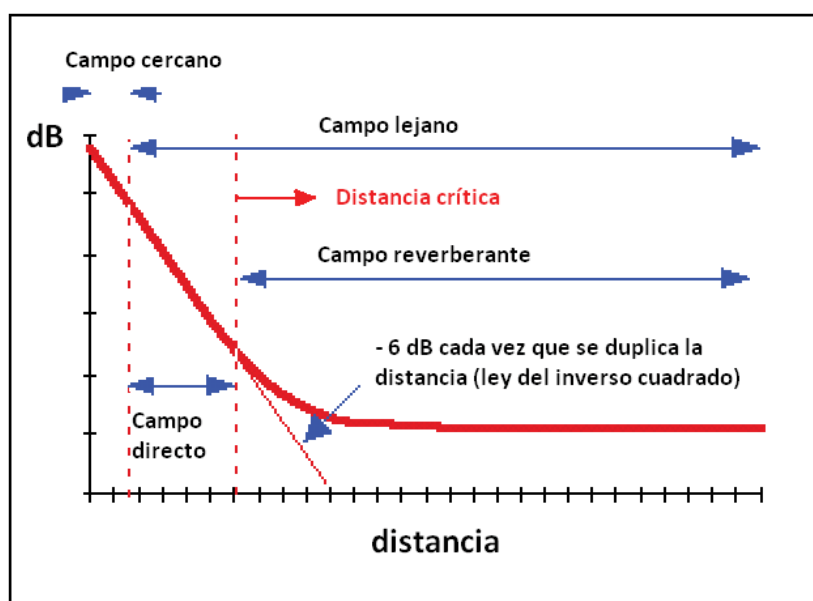 Campo cercano
dB
Campo lejano
Distancia crítica
Campo reverberante
- 6 dB cada vez que se duplica la
distancia (ley del inverso cuadrado)
Campo
directo
distancia